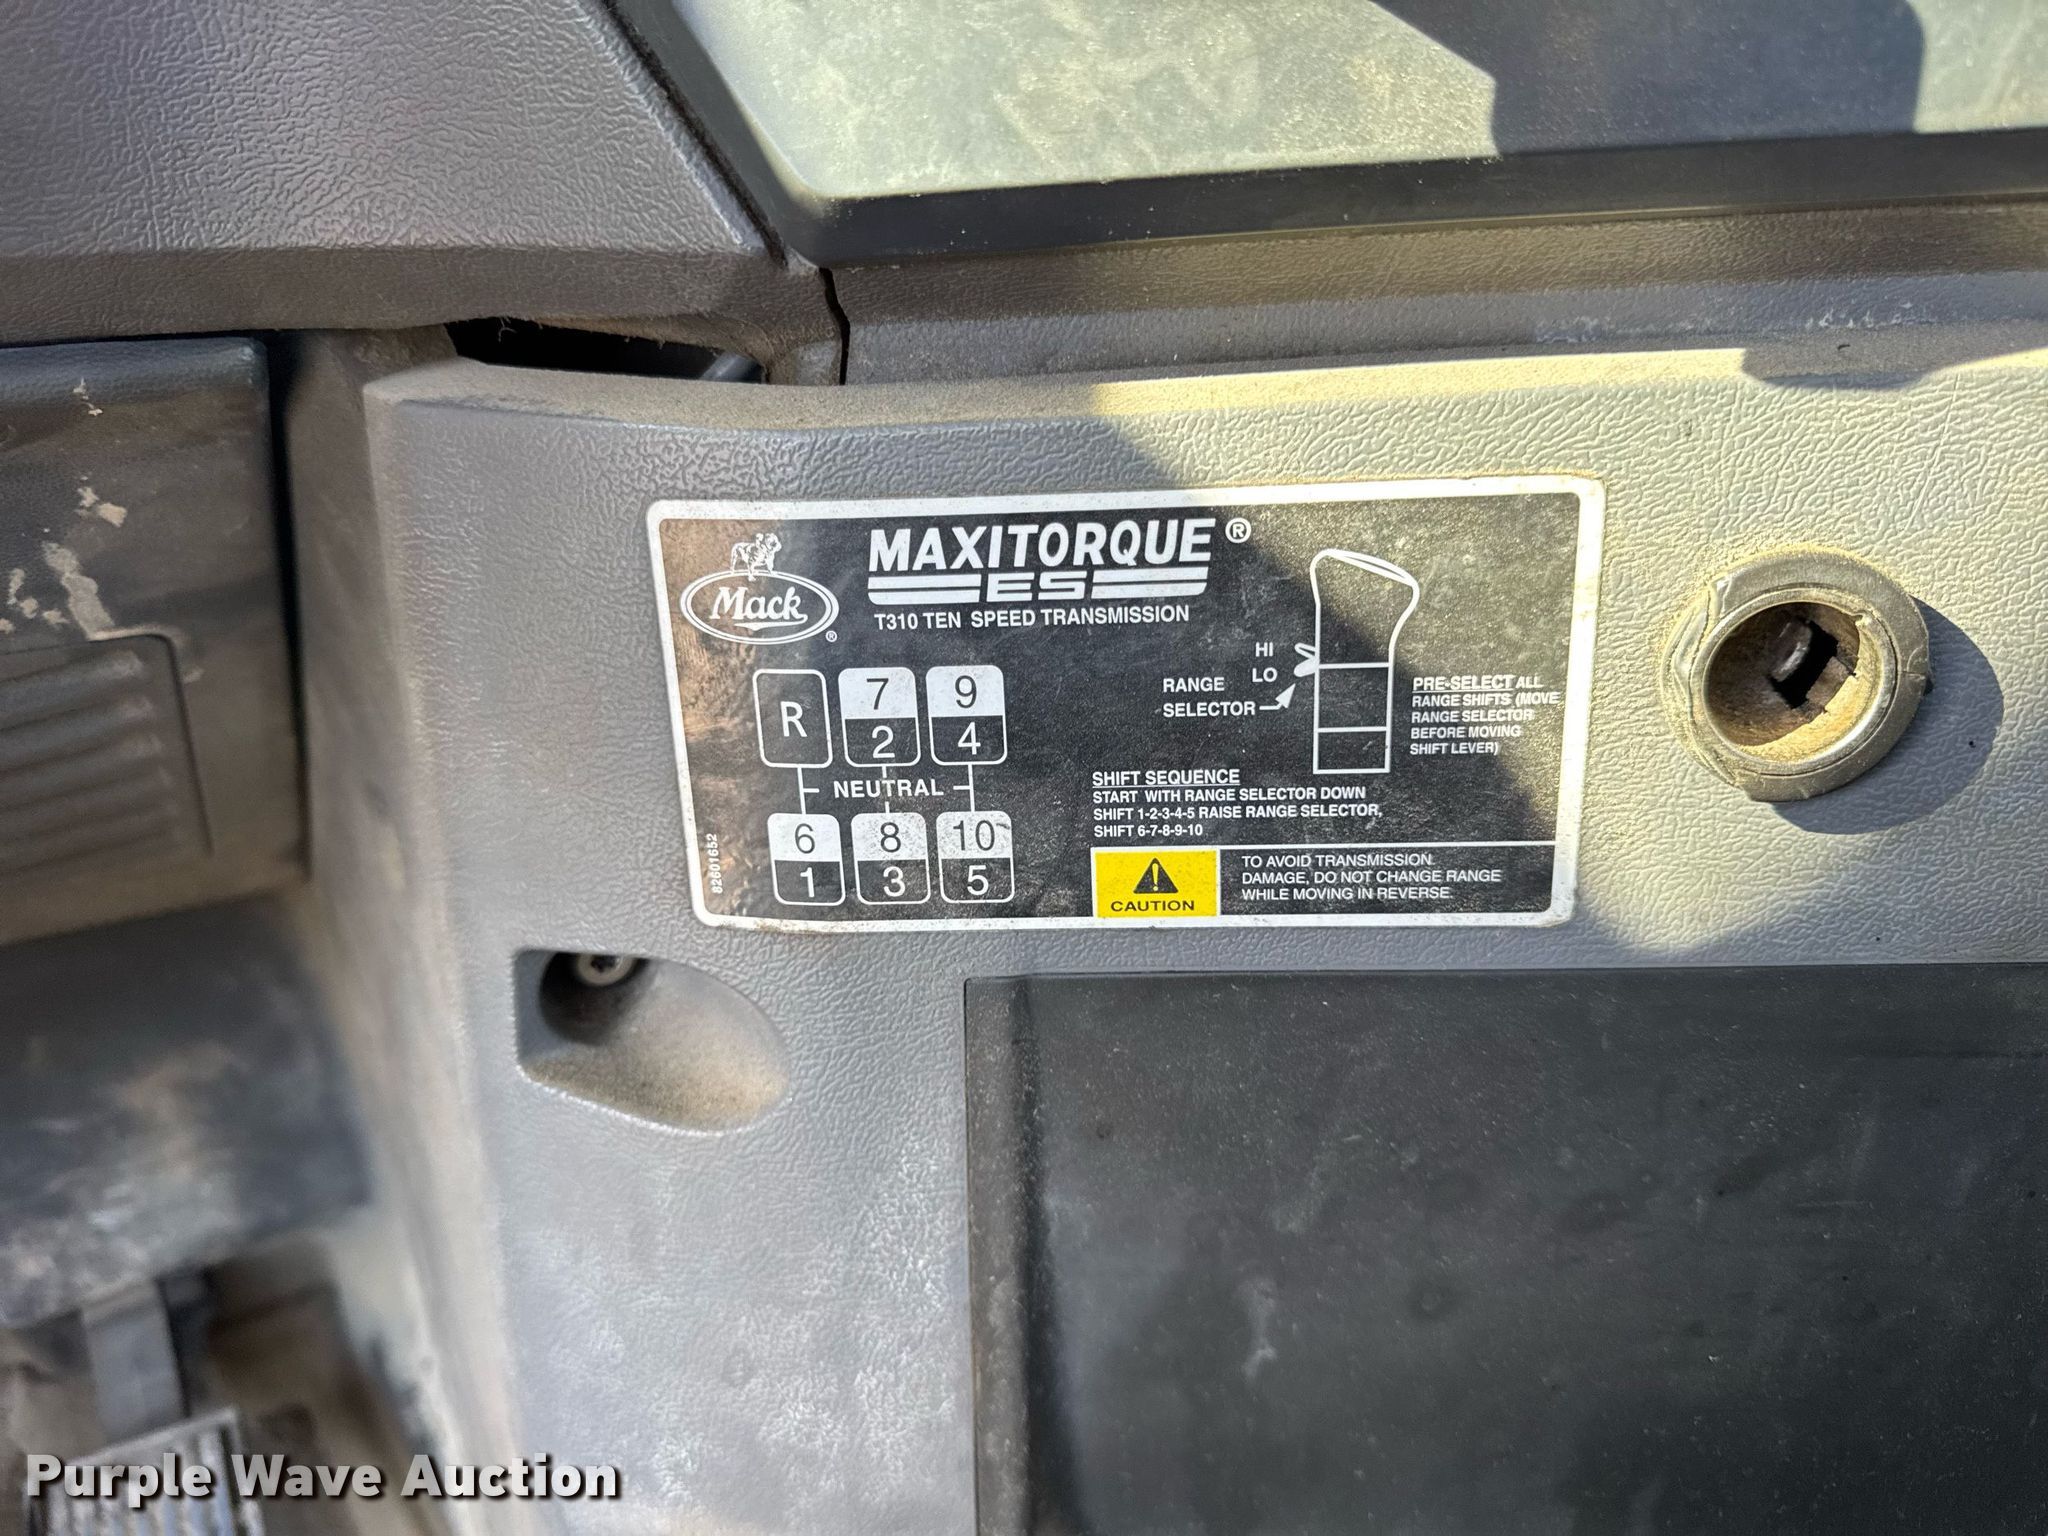 MAXITORQUE®
ES
Mack®
T310 TEN SPEED TRANSMISSION
R
7
2
9
4
NEUTRAL
6
1
8
3
10
5
82601652
HI
LO
RANGE
SELECTOR
PRE-SELECT ALL
RANGE SHIFTS (MOVE
RANGE SELECTOR
BEFORE MOVING
SHIFT LEVER)
SHIFT SEQUENCE
START WITH RANGE SELECTOR DOWN
SHIFT 1-2-3-4-5 RAISE RANGE SELECTOR,
SHIFT 6-7-8-9-10
CAUTION
TO AVOID TRANSMISSION
DAMAGE, DO NOT CHANGE RANGE
WHILE MOVING IN REVERSE.
Purple Wave Auction